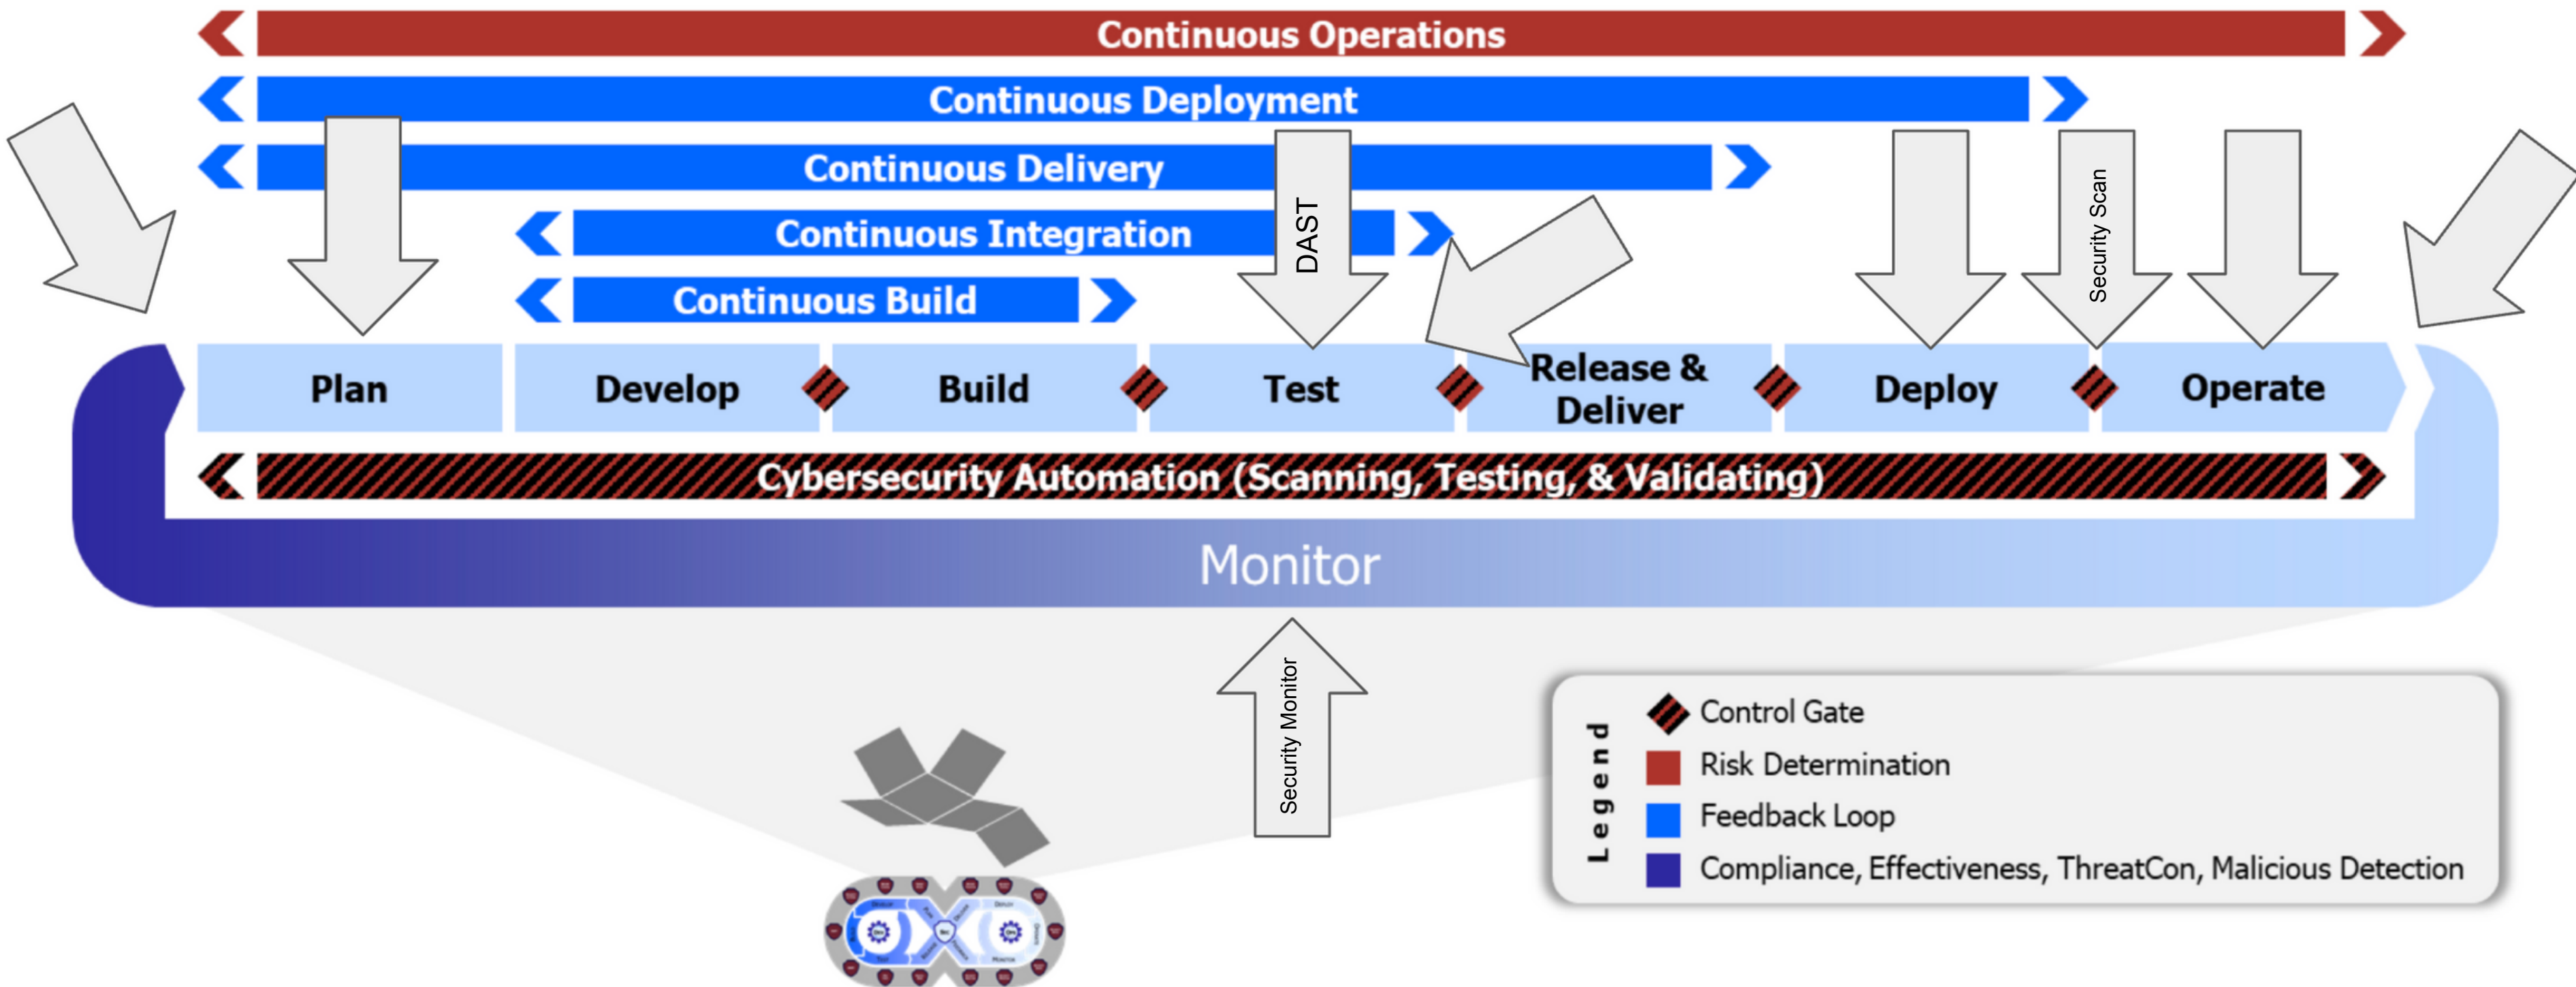 Continuous Operations
Continuous Deployment
Continuous Delivery
Continuous Integration
Continuous Build
DAST
Security Scan
Plan
Develop
Build
Test
Release &
Deliver
Deploy
Operate
Cybersecurity Automation (Scanning, Testing, & Validating)
Monitor
Security Monitor
Legend
Control Gate
Risk Determination
Feedback Loop
Compliance, Effectiveness, ThreatCon, Malicious Detection